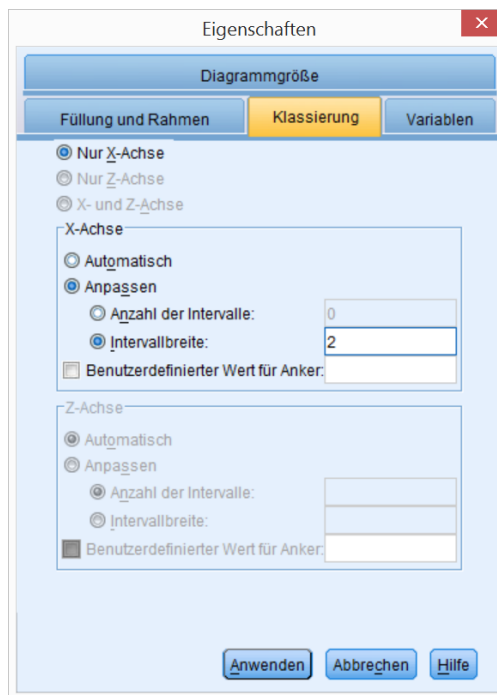 Eigenschaften
Diagrammgröße
Füllung und Rahmen Klassierung Variablen
Nur X-Achse
Nur Z-Achse
X- und Z-Achse
X-Achse
Automatisch
Anpassen
Anzahl der Intervalle: 0
Intervallbreite: 2
Benutzerdefinierter Wert für Anker:
Z-Achse
Automatisch
Anpassen
Anzahl der Intervalle:
Intervallbreite:
Benutzerdefinierter Wert für Anker:
Anwenden Abbrechen Hilfe